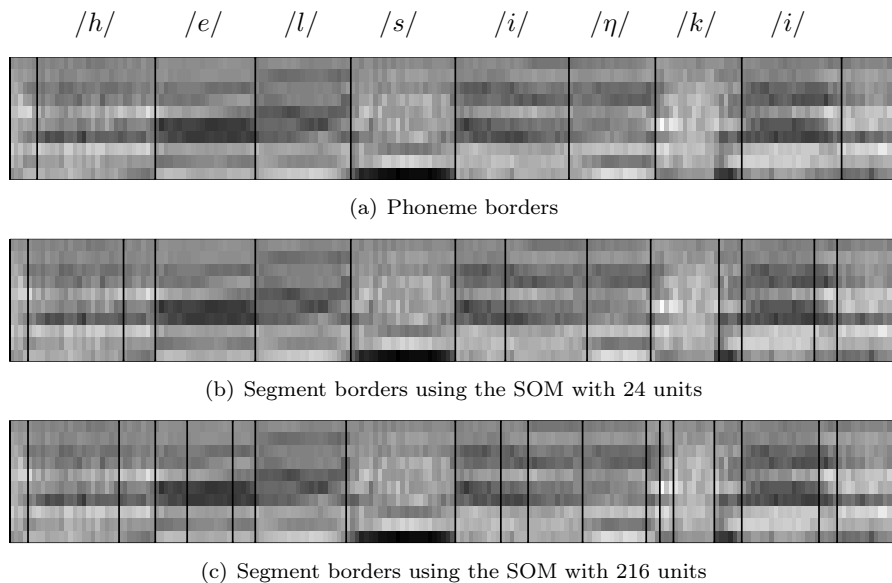 /h/ /e/ /l/ /s/ /i/ /η/ /k/ /i/
(a) Phoneme borders
(b) Segment borders using the SOM with 24 units
(c) Segment borders using the SOM with 216 units